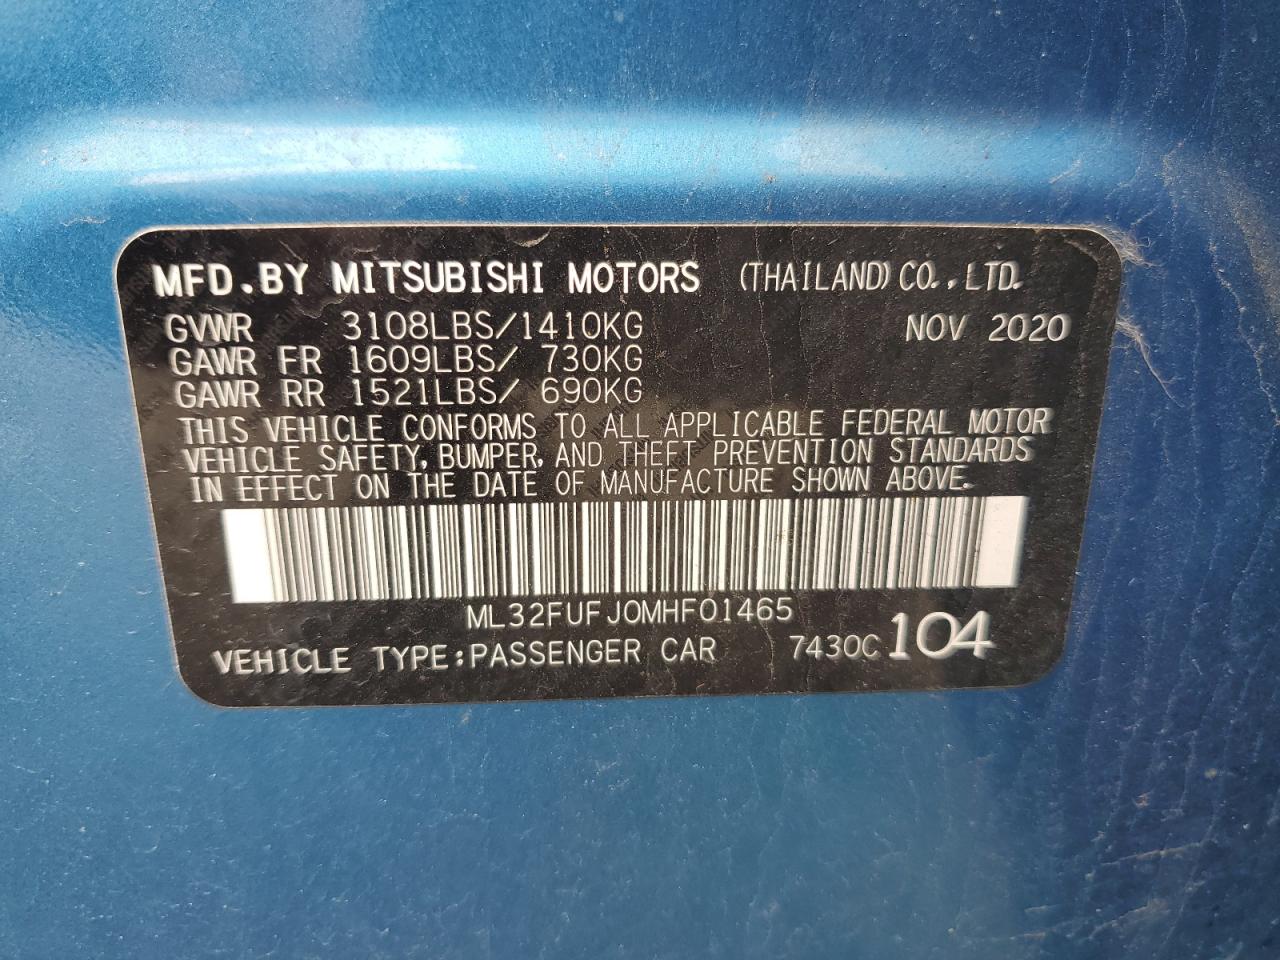 MFD.BY MITSUBISHI MOTORS (THAILAND) CO.,LTD.
GVWR 3108LBS/1410KG NOV 2020
GAWR FR 1609LBS/ 730KG
GAWR RR 1521LBS/ 690KG
THIS VEHICLE CONFORMS TO ALL APPLICABLE FEDERAL MOTOR
VEHICLE SAFETY, BUMPER, AND THEFT PREVENTION STANDARDS
IN EFFECT ON THE DATE OF MANUFACTURE SHOWN ABOVE.
ML32FUFJ0MHF01465
VEHICLE TYPE:PASSENGER CAR 7430C 104